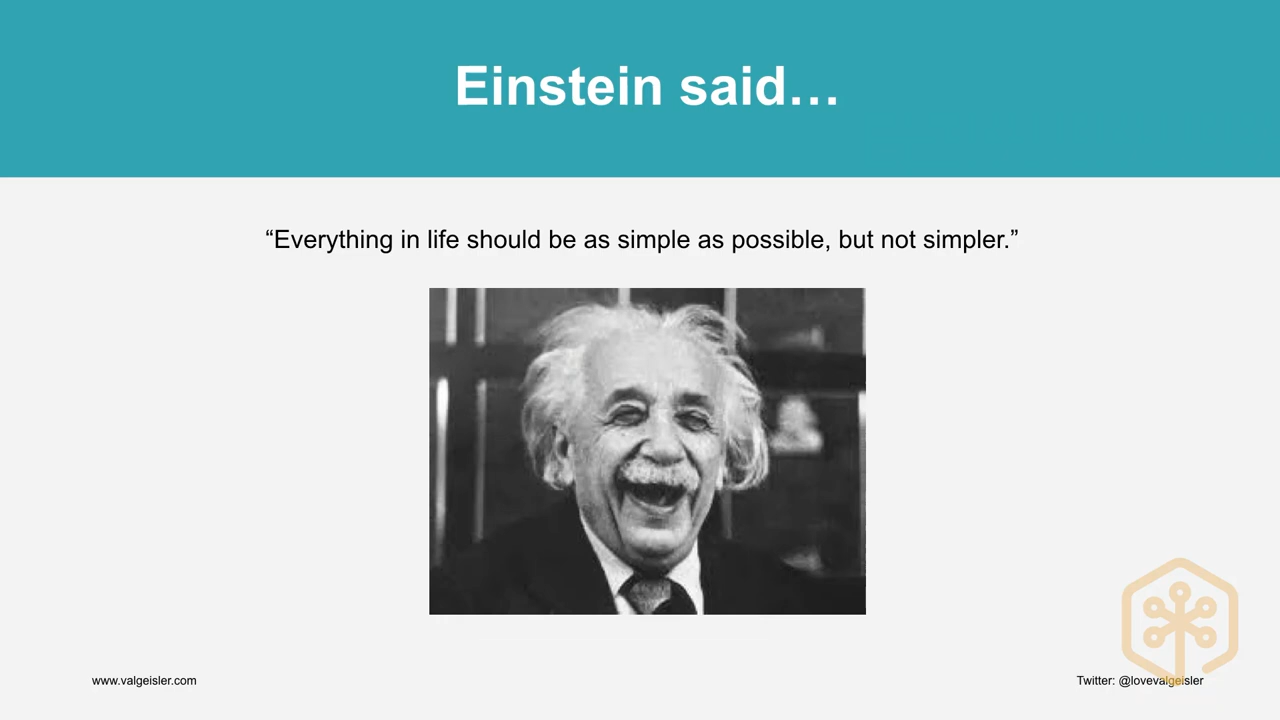 Einstein said…
“Everything in life should be as simple as possible, but not simpler.”
www.valgeisler.com
Twitter: @lovevalgeisler